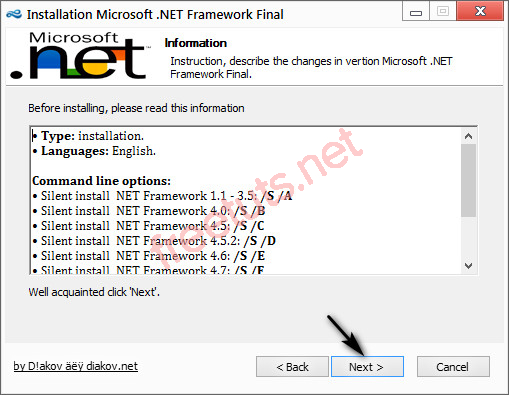 Installation Microsoft .NET Framework Final
Microsoft
.net
Information
Instruction, describe the changes in vertion Microsoft .NET
Framework Final.
Before installing, please read this information
• Type: installation.
• Languages: English.
Command line options:
• Silent install NET Framework 1.1 - 3.5: /S /A
• Silent install NET Framework 4.0: /S /B
• Silent install NET Framework 4.5: /S /C
• Silent install NET Framework 4.5.2: /S /D
• Silent install NET Framework 4.6: /S /E
• Silent install NET Framework 4.7: /S /F
freetuts.net
Well acquainted click 'Next'.
by D!akov äëÿ diakov.net
< Back
Next >
Cancel